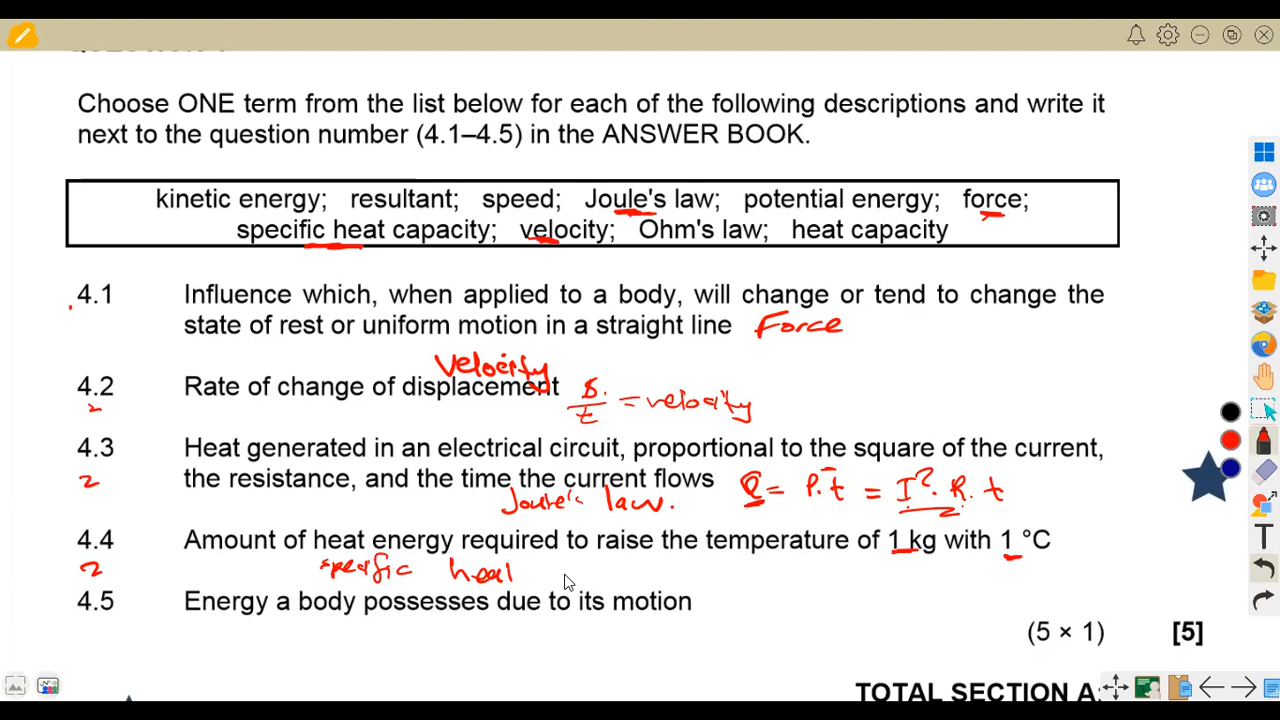 Choose ONE term from the list below for each of the following descriptions and write it
next to the question number (4.1–4.5) in the ANSWER BOOK.
kinetic energy; resultant; speed; Joule's law; potential energy; force;
specific heat capacity; velocity; Ohm's law; heat capacity
4.1 Influence which, when applied to a body, will change or tend to change the
state of rest or uniform motion in a straight line Force
Velocity
4.2 Rate of change of displacement s/t = velocity
2
4.3 Heat generated in an electrical circuit, proportional to the square of the current,
2 the resistance, and the time the current flows Q = P.t = I².R.t
Joule's law.
4.4 Amount of heat energy required to raise the temperature of 1 kg with 1 °C
2 specific heat
4.5 Energy a body possesses due to its motion
(5 × 1) [5]
TOTAL SECTION A:
T